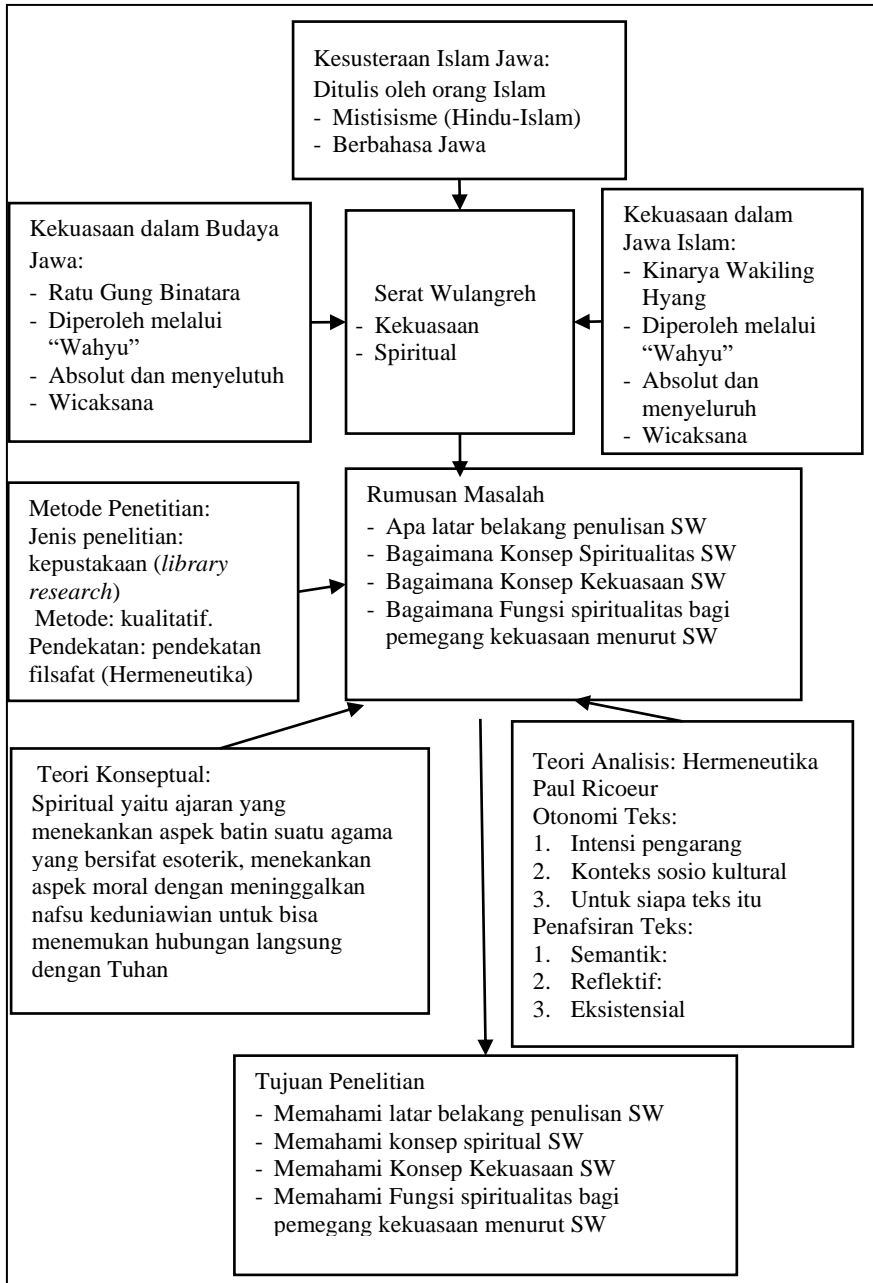 Kesusteraan Islam Jawa:
Ditulis oleh orang Islam
- Mistisisme (Hindu-Islam)
- Berbahasa Jawa
Kekuasaan dalam Budaya
Jawa:
- Ratu Gung Binatara
- Diperoleh melalui
“Wahyu”
- Absolut dan menyelutuh
- Wicaksana
Serat Wulangreh
- Kekuasaan
- Spiritual
Kekuasaan dalam
Jawa Islam:
- Kinarya Wakiling
Hyang
- Diperoleh melalui
“Wahyu”
- Absolut dan
menyeluruh
- Wicaksana
Metode Penetitian:
Jenis penelitian:
kepustakaan (library
research)
Metode: kualitatif.
Pendekatan: pendekatan
filsafat (Hermeneutika)
Rumusan Masalah
- Apa latar belakang penulisan SW
- Bagaimana Konsep Spiritualitas SW
- Bagaimana Konsep Kekuasaan SW
- Bagaimana Fungsi spiritualitas bagi
pemegang kekuasaan menurut SW
Teori Konseptual:
Spiritual yaitu ajaran yang
menekankan aspek batin suatu agama
yang bersifat esoterik, menekankan
aspek moral dengan meninggalkan
nafsu keduniawian untuk bisa
menemukan hubungan langsung
dengan Tuhan
Teori Analisis: Hermeneutika
Paul Ricoeur
Otonomi Teks:
1. Intensi pengarang
2. Konteks sosio kultural
3. Untuk siapa teks itu
Penafsiran Teks:
1. Semantik:
2. Reflektif:
3. Eksistensial
Tujuan Penelitian
- Memahami latar belakang penulisan SW
- Memahami konsep spiritual SW
- Memahami Konsep Kekuasaan SW
- Memahami Fungsi spiritualitas bagi
pemegang kekuasaan menurut SW